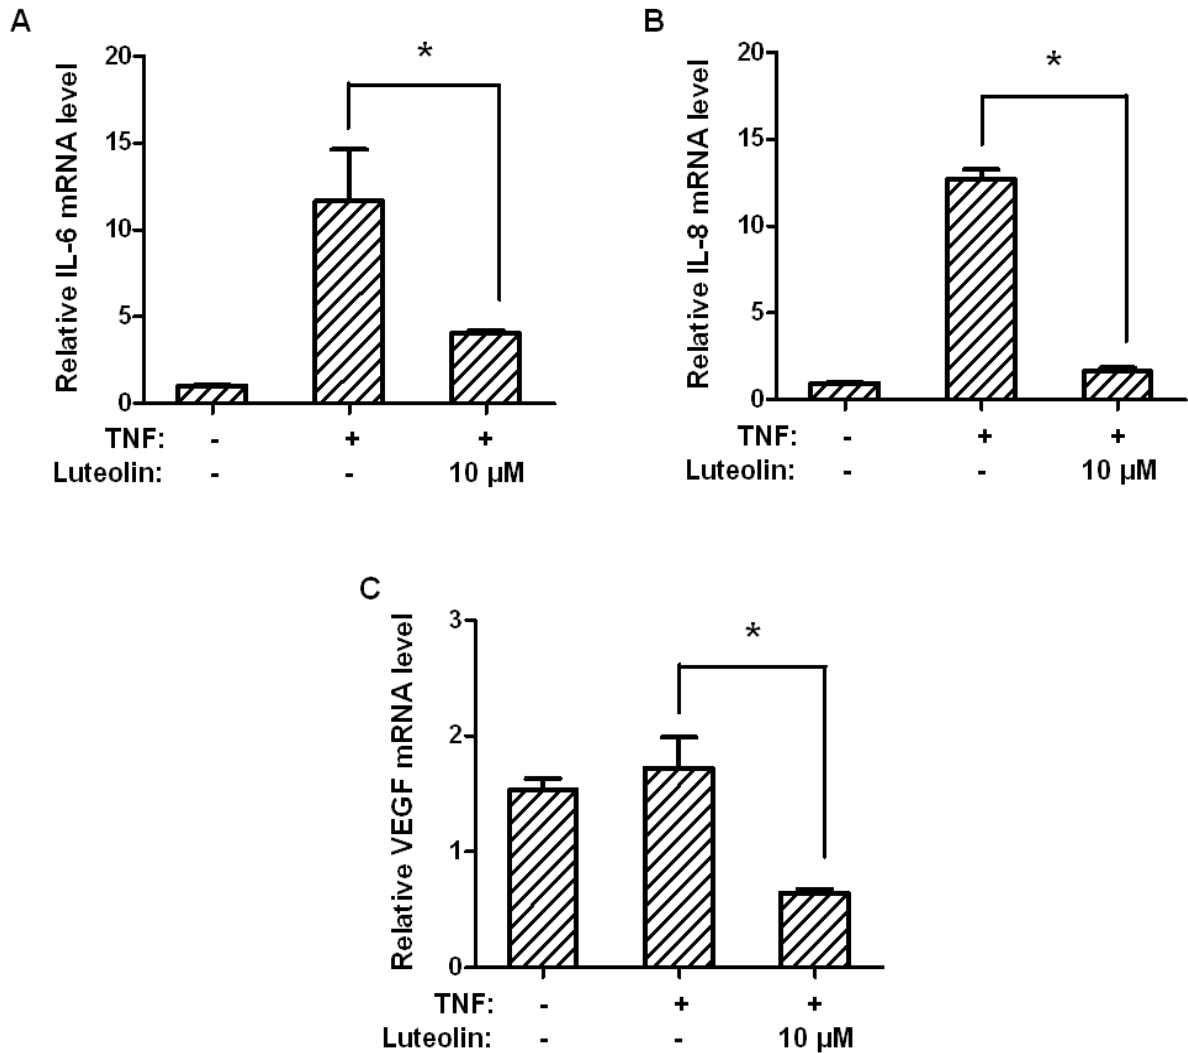 A
Relative IL-6 mRNA level
20
15
10
5
0
*
TNF: - + +
Luteolin: - - 10 µM
B
Relative IL-8 mRNA level
20
15
10
5
0
*
TNF: - + +
Luteolin: - - 10 µM
C
Relative VEGF mRNA level
3
2
1
0
*
TNF: - + +
Luteolin: - - 10 µM